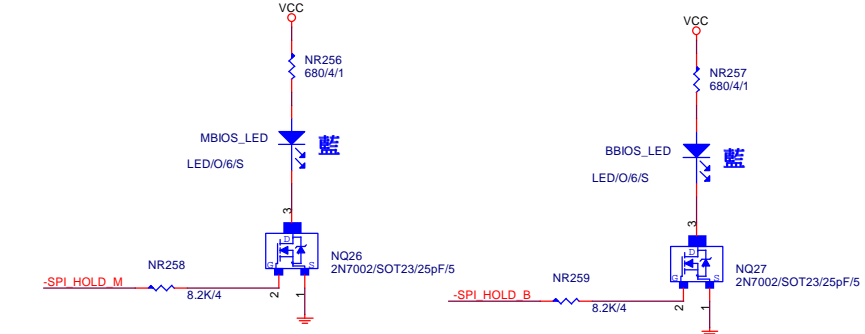 VCC
NR256
680/4/1
MBIOS_LED
藍
LED/O/6/S
3
D
G
S
NQ26
2N7002/SOT23/25pF/5
NR258
-SPI_HOLD_M
8.2K/4
2
1
VCC
NR257
680/4/1
BBIOS_LED
藍
LED/O/6/S
3
D
G
S
NQ27
2N7002/SOT23/25pF/5
NR259
-SPI_HOLD_B
8.2K/4
2
1